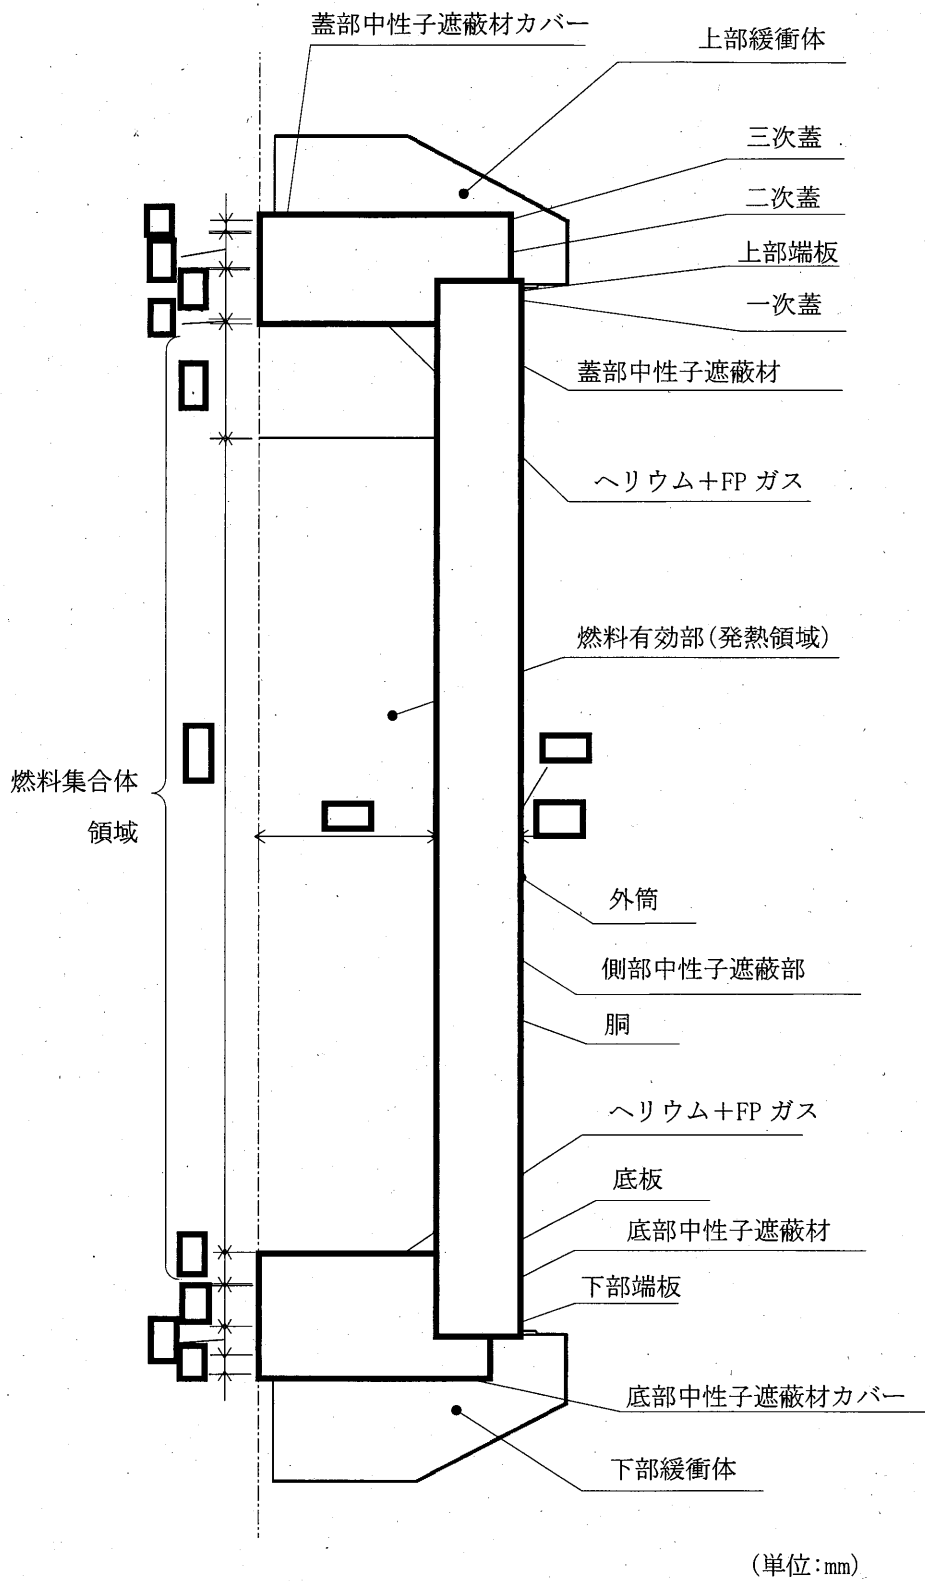 蓋部中性子遮蔽材カバー
上部緩衝体
三次蓋
二次蓋
上部端板
一次蓋
蓋部中性子遮蔽材
ヘリウム＋FP ガス
燃料有効部(発熱領域)
燃料集合体
領域
外筒
側部中性子遮蔽部
胴
ヘリウム＋FP ガス
底板
底部中性子遮蔽材
下部端板
底部中性子遮蔽材カバー
下部緩衝体
(単位:mm)